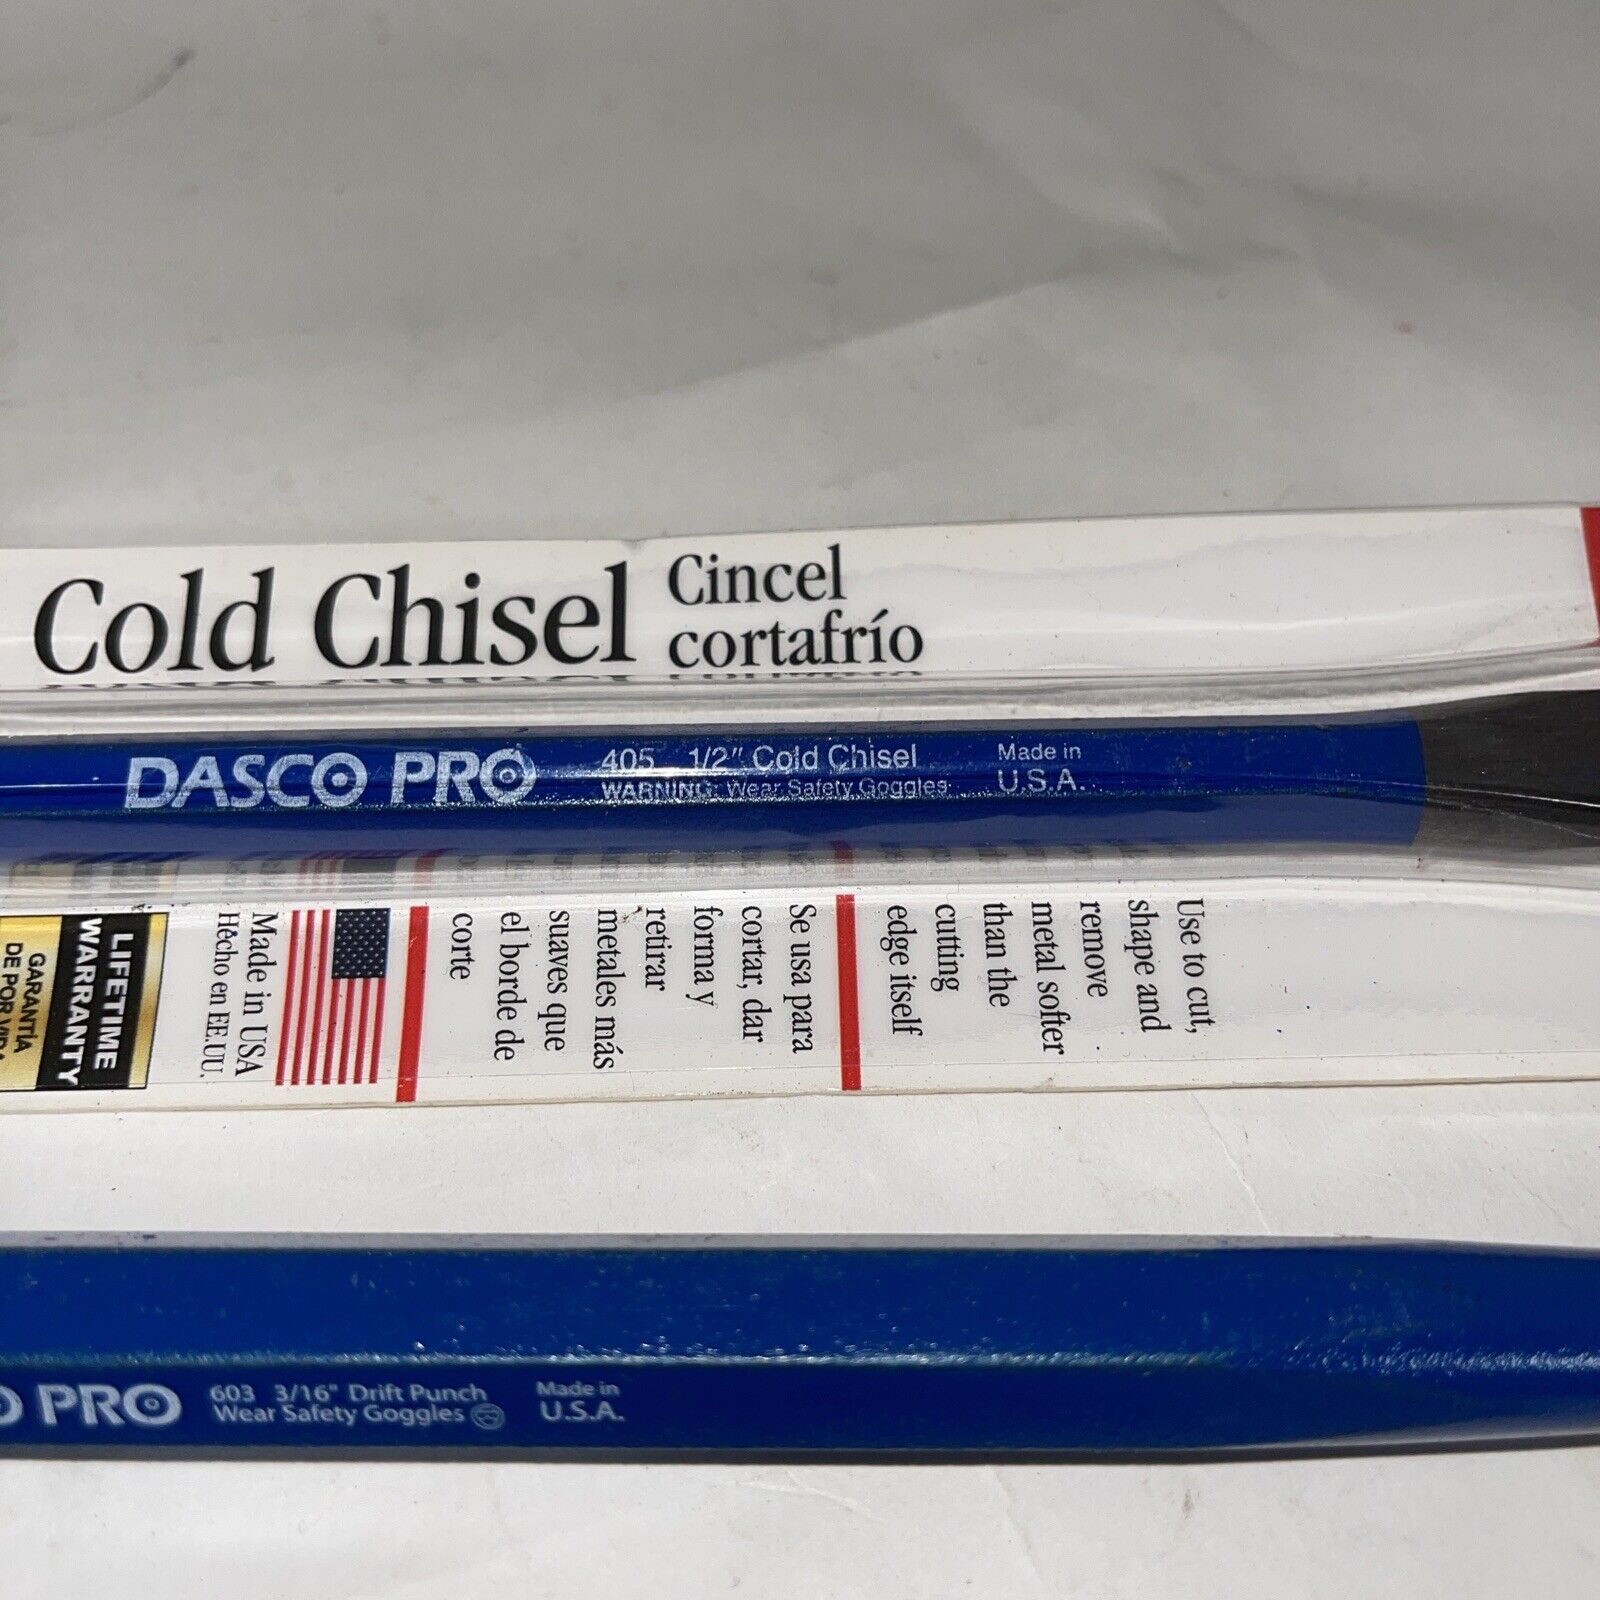 Cold Chisel
Cincel
cortafrío
DASCO PRO
405 1/2" Cold Chisel
WARNING: Wear Safety Goggles
Made in
U.S.A.
Use to cut,
shape and
remove
metal softer
than the
cutting
edge itself
Se usa para
cortar, dar
forma y
retirar
metales más
suaves que
el borde de
corte
Made in USA
Hecho en EE.UU.
LIFETIME
WARRANTY
GARANTÍA
DE POR VIDA
PRO
603 3/16" Drift Punch
Wear Safety Goggles
Made in
U.S.A.